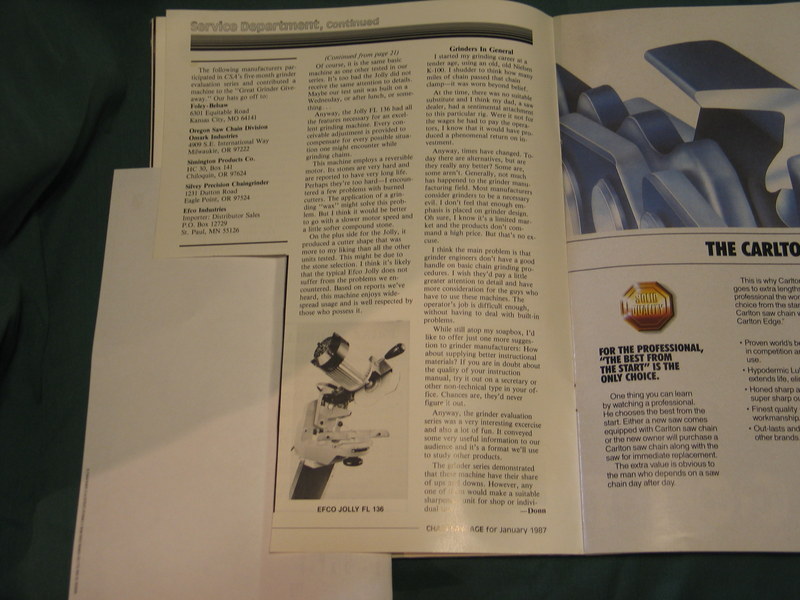 Service Department, continued
The following manufacturers par-
ticipated in CSA's five-month grinder
evaluation series and contributed a
machine to the "Great Grinder Give-
away." Our hats go off to:
Foley-Belsaw
6301 Equitable Road
Kansas City, MO 64141
Oregon Saw Chain Division
Omark Industries
4909 S.E. International Way
Milwaukie, OR 97222
Simington Products Co.
HC 30, Box 141
Chiloquin, OR 97624
Silvey Precision Chaingrinder
1231 Dutton Road
Eagle Point, OR 97524
Efco Industries
Importer: Distributor Sales
P.O. Box 12729
St. Paul, MN 55126
(Continued from page 21)
Of course, it is the same basic
machine as one other tested in our
series. It's too bad the Jolly did not
receive the same attention to details.
Maybe our test unit was built on a
Wednesday, or after lunch, or some-
thing...
Anyway, the Jolly FL 136 had all
the features necessary for an excel-
lent grinding machine. Every con-
ceivable adjustment is provided to
compensate for every possible situa-
tion one might encounter while
grinding chains.
This machine employs a reversible
motor. Its stones are very hard and
are reported to have very long life.
Perhaps they're too hard—I encoun-
tered a few problems with burned
cutters. The application of a grin-
ding "wax" might solve this prob-
lem. But I think it would be better
to go with a slower motor speed and
a little softer compound stone.
On the plus side for the Jolly, it
produced a cutter shape that was
more to my liking than all the other
units tested. This might be due to
the stone selection. I think it's likely
that the typical Efco Jolly does not
suffer from the problems we en-
countered. Based on reports we've
heard, this machine enjoys wide-
spread usage and is well respected by
those who possess it.
EFCO JOLLY FL 136
Grinders In General
I started my grinding career at a
tender age, using an old, old Nielsen
K-100. I shudder to think how many
miles of chain passed that chain
clamp—it was worn beyond belief.
At the time, there was no suitable
substitute and I think my dad, a saw
dealer, had a sentimental attachment
to this particular rig. Were it not for
the wages he had to pay the opera-
tors, I know that it would have pro-
duced a phenomenal return on in-
vestment.
Anyway, times have changed. To-
day there are alternatives, but are
they really any better? Some are,
some aren't. Generally, not much
has happened to the grinder manu-
facturing field. Most manufacturers
consider grinders to be a necessary
evil. I don't feel that enough em-
phasis is placed on grinder design.
Oh sure, I know it's a limited mar-
ket and the products don't com-
mand a high price. But that's no ex-
cuse.
I think the main problem is that
grinder engineers don't have a good
handle on basic chain grinding pro-
cedures. I wish they'd pay a little
greater attention to detail and have
more consideration for the guys who
have to use these machines. The
operator's job is difficult enough,
without having to deal with built-in
problems.
While still atop my soapbox, I'd
like to offer just one more sugges-
tion to grinder manufacturers: How
about supplying better instructional
materials? If you are in doubt about
the quality of your instruction
manual, try it out on a secretary or
other non-technical type in your of-
fice. Chances are, they'd never
figure it out.
Anyway, the grinder evaluation
series was a very interesting exercise
and also a lot of fun. It conveyed
some very useful information to our
audience and it's a format we'll use
to study other products.
The grinder series demonstrated
that these machine have their share
of ups downs. However, any
one of would make a suitable
sharpen unit for shop or indivi-
dual
—Donn
AGE for January 1987
THE CARLTO
SOLID
FOR THE PROFESSIONAL,
"THE BEST FROM
THE START" IS THE
ONLY CHOICE.
One thing you can learn
by watching a professional.
He chooses the best from the
start. Either a new saw comes
equipped with Carlton saw chain
or the new owner will purchase a
Carlton saw chain along with the
saw for immediate replacement.
The extra value is obvious to
the man who depends on a saw
chain day after day.
This is why Carlton
goes to extra lengths
professional the wo
choice from the sta
Carlton saw chain
Carlton Edge."
• Proven world's be
in competition a
use.
• Hypodermic Lu
extends life, eli
• Honed sharp a
super sharp ou
• Finest quality
workmanship.
• Out-lasts and
other brands.